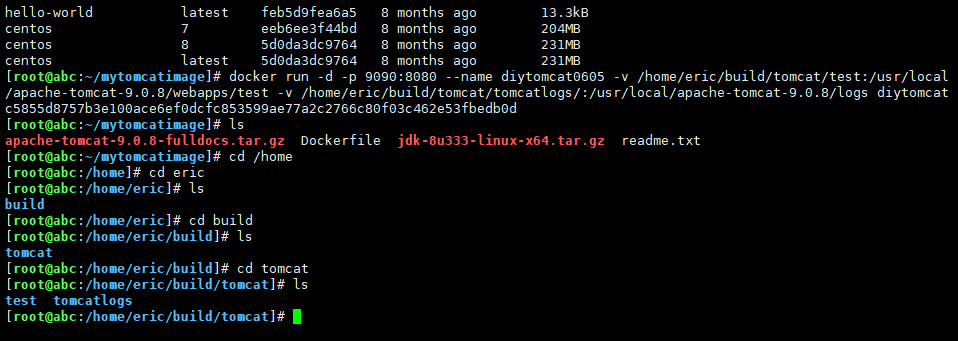 hello-world           latest    feb5d9fea6a5   8 months ago        13.3kB
centos                7         eeb6ee3f44bd   8 months ago        204MB
centos                8         5d0da3dc9764   8 months ago        231MB
centos                latest    5d0da3dc9764   8 months ago        231MB
[root@abc:~/mytomcatimage]# docker run -d -p 9090:8080 --name diytomcat0605 -v /home/eric/build/tomcat/test:/usr/local
/apache-tomcat-9.0.8/webapps/test -v /home/eric/build/tomcat/tomcatlogs/:/usr/local/apache-tomcat-9.0.8/logs diytomcat
c5855d8757b3e100ace6ef0dcfc853599ae77a2c2766c80f03c462e53fbedb0d
[root@abc:~/mytomcatimage]# ls
apache-tomcat-9.0.8-fulldocs.tar.gz  Dockerfile  jdk-8u333-linux-x64.tar.gz  readme.txt
[root@abc:~/mytomcatimage]# cd /home
[root@abc:/home]# cd eric
[root@abc:/home/eric]# ls
build
[root@abc:/home/eric]# cd build
[root@abc:/home/eric/build]# ls
tomcat
[root@abc:/home/eric/build]# cd tomcat
[root@abc:/home/eric/build/tomcat]# ls
test  tomcatlogs
[root@abc:/home/eric/build/tomcat]#